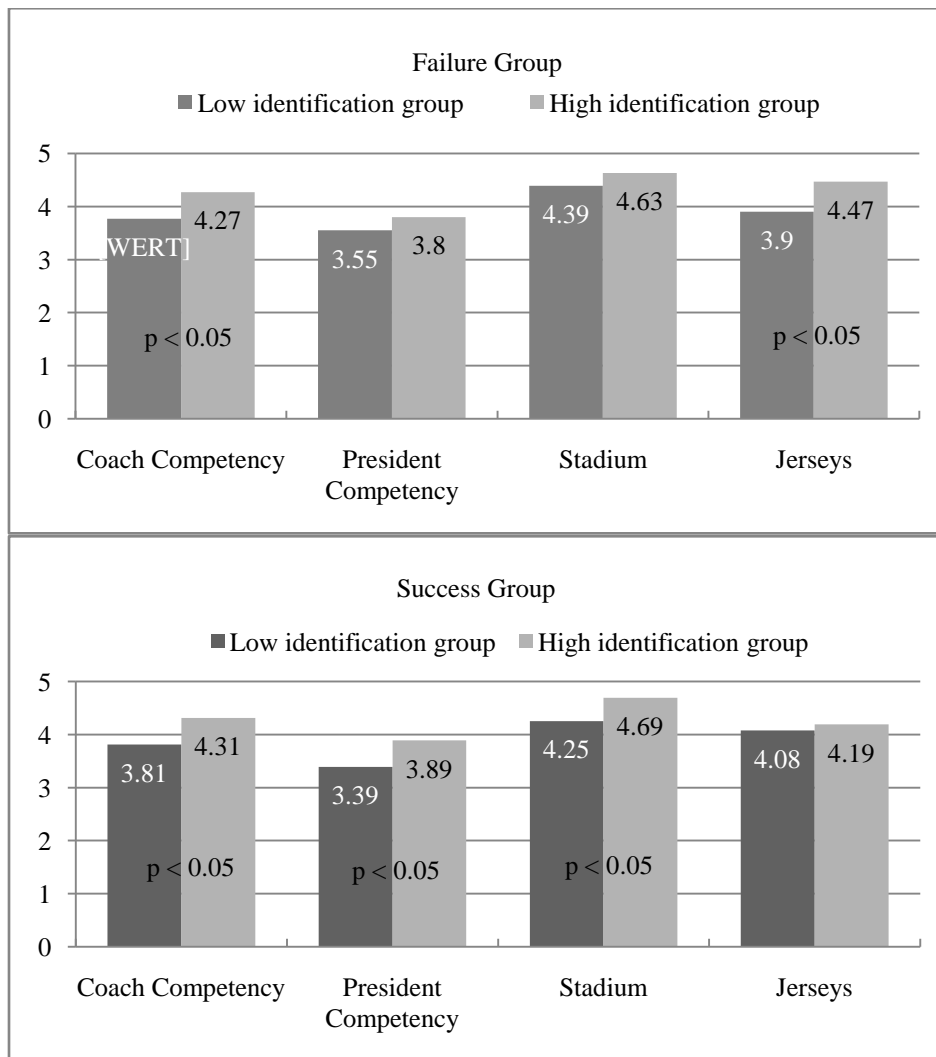 Failure Group
Low identification group High identification group
5
4
3
2
1
0
[WERT] 4.27 3.55 3.8 4.39 4.63 3.9 4.47
p < 0.05 p < 0.05
Coach Competency President Competency Stadium Jerseys
Success Group
Low identification group High identification group
5
4
3
2
1
0
3.81 4.31 3.39 3.89 4.25 4.69 4.08 4.19
p < 0.05 p < 0.05 p < 0.05
Coach Competency President Competency Stadium Jerseys